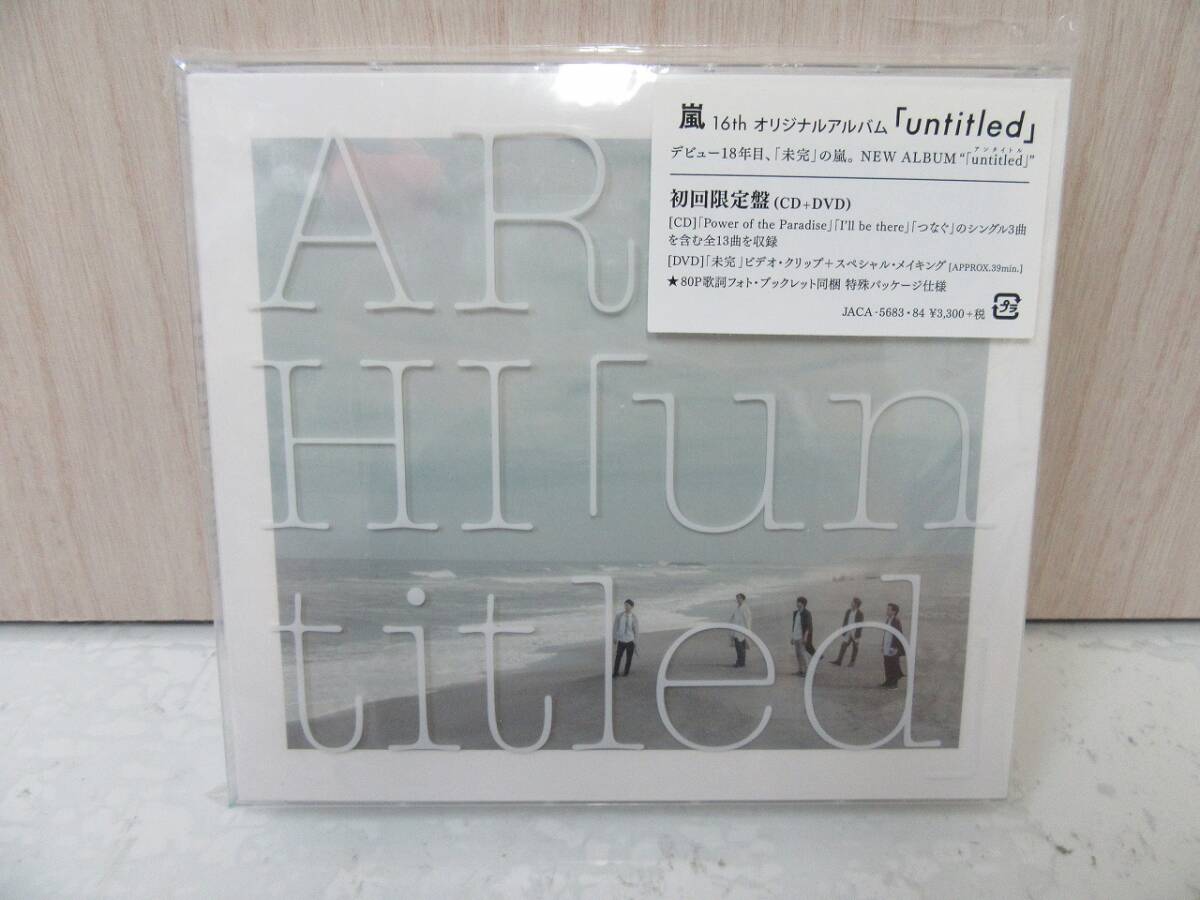 嵐 16th オリジナルアルバム「untitled」
アンタイトル
デビュー18年目、「未完」の嵐。 NEW ALBUM “「untitled」”
初回限定盤 (CD+DVD)
[CD]「Power of the Paradise」「I'll be there」「つなぐ」のシングル3曲
を含む全13曲を収録
[DVD]「未完」ビデオ・クリップ+スペシャル・メイキング [APPROX.39min.]
★80P歌詞フォト・ブックレット同梱 特殊パッケージ仕様
JACA-5683・84 ¥3,300+税 プラ
AR
HI「un
titled」